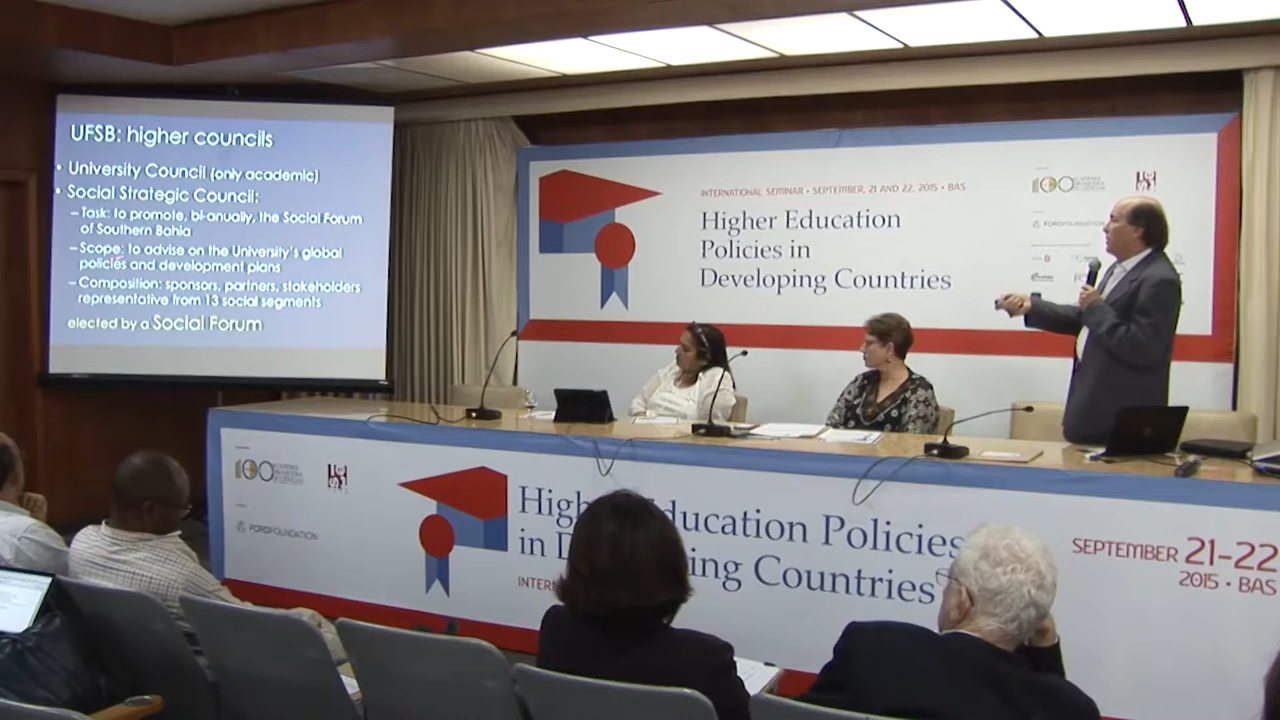 UFSB: higher councils
• University Council (only academic)
• Social Strategic Council:
– Task: to promote, bi-anually, the Social Forum
of Southern Bahia
– Scope: to advise on the University's global
policies and development plans
– Composition: sponsors, partners, stakeholders
representative from 13 social segments
elected by a Social Forum
INTERNATIONAL SEMINAR • SEPTEMBER, 21 AND 22, 2015 • BAS
Higher Education
Policies in
Developing Countries
100
FORDFOUNDATION
100
FORDFOUNDATION
Education Policies
in
Countries
SEPTEMBER 21-22
2015 • BAS